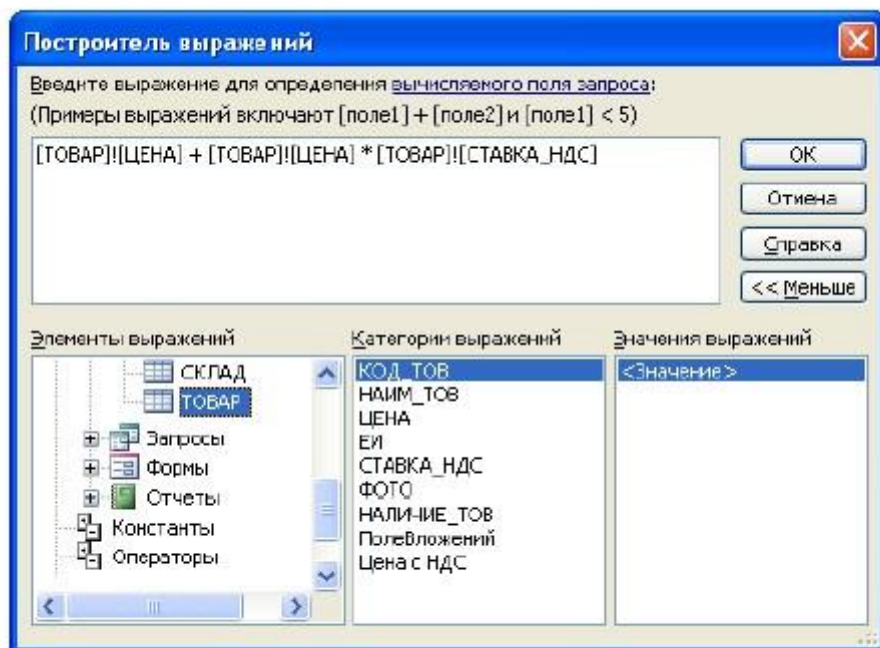 Построитель выражений
Введите выражение для определения вычисляемого поля запроса:
(Примеры выражений включают [поле1] + [поле2] и [поле1] < 5)
[ТОВАР]![ЦЕНА] + [ТОВАР]![ЦЕНА] * [ТОВАР]![СТАВКА_НДС]
ОК
Отмена
Справка
<< Меньше
Элементы выражений
Категории выражений
Значения выражений
СКЛАД
ТОВАР
Запросы
Формы
Отчеты
Константы
Операторы
КОД_ТОВ
НАИМ_ТОВ
ЦЕНА
ЕИ
СТАВКА_НДС
ФОТО
НАЛИЧИЕ_ТОВ
ПолеВложений
Цена с НДС
<Значение>